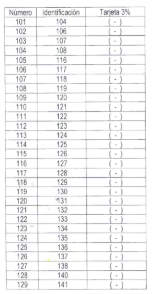 Número Identificación Tarjeta 3%
101 104 ( - )
102 106 ( - )
103 107 ( - )
104 108 ( - )
105 116 ( - )
106 117 ( - )
107 118 ( - )
108 119 ( - )
109 120 ( - )
110 121 ( - )
111 122 ( - )
112 123 ( - )
113 124 ( - )
114 125 ( - )
115 126 ( - )
116 127 ( - )
117 128 ( - )
118 129 ( - )
119 130 ( - )
120 131 ( - )
121 132 ( - )
122 133 ( - )
123 134 ( - )
124 135 ( - )
125 136 ( - )
126 137 ( - )
127 138 ( - )
128 140 ( - )
129 141 ( - )